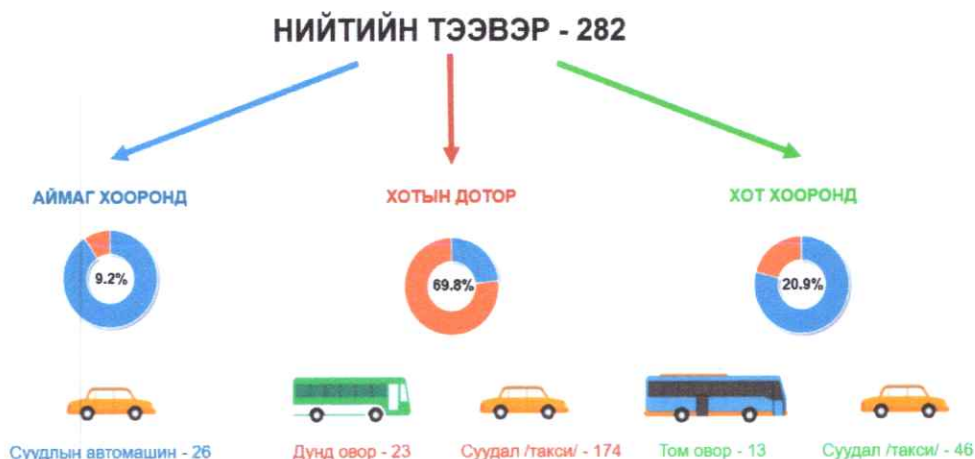 НИЙТИЙН ТЭЭВЭР - 282
АЙМАГ ХООРОНД
ХОТЫН ДОТОР
ХОТ ХООРОНД
9.2%
69.8%
20.9%
Суудлын автомашин - 26
Дунд овор - 23
Суудал /такси/ - 174
Том овор - 13
Суудал /такси/ - 46